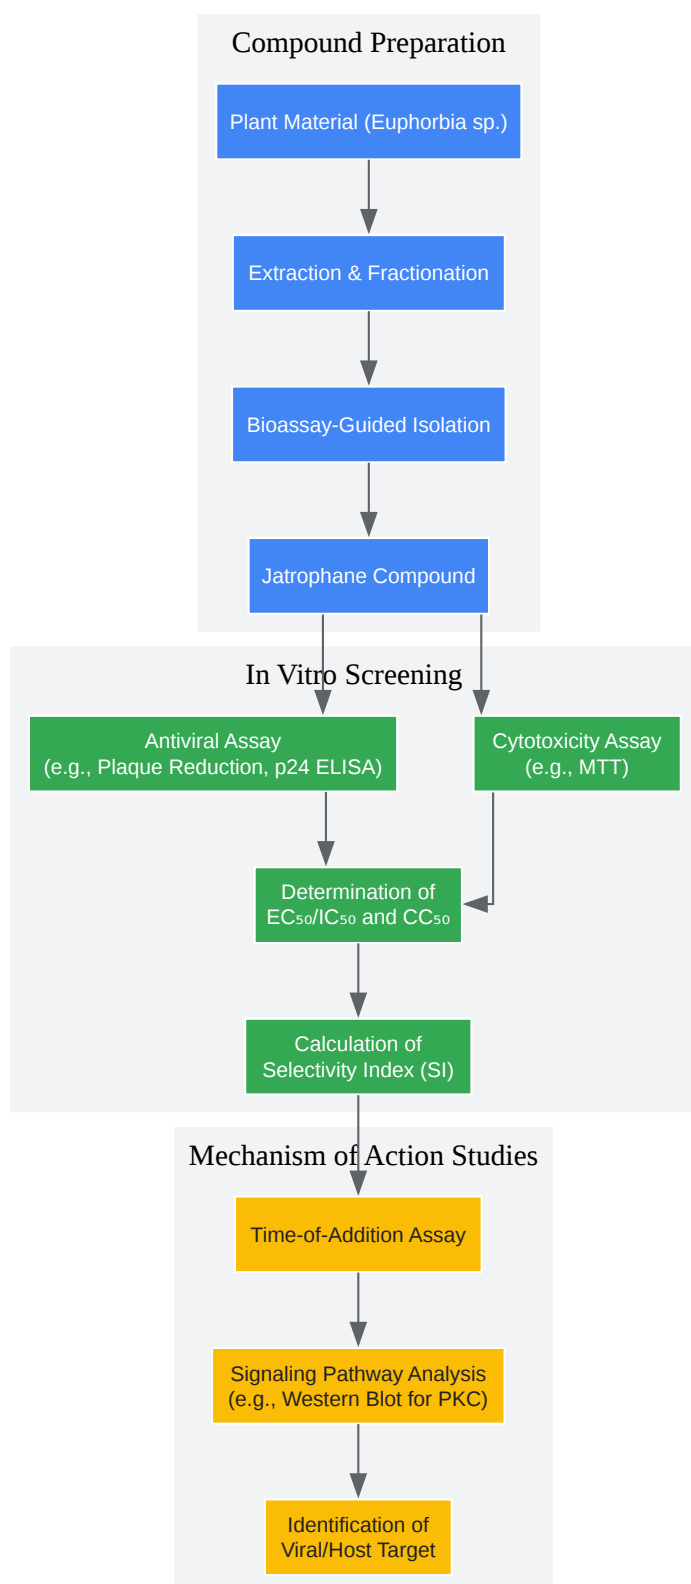 Compound Preparation
Plant Material (Euphorbia sp.)
Extraction & Fractionation
Bioassay-Guided Isolation
Jatrophane Compound
In Vitro Screening
Antiviral Assay
(e.g., Plaque Reduction, p24 ELISA)
Cytotoxicity Assay
(e.g., MTT)
Determination of
EC₅₀/IC₅₀ and CC₅₀
Calculation of
Selectivity Index (SI)
Mechanism of Action Studies
Time-of-Addition Assay
Signaling Pathway Analysis
(e.g., Western Blot for PKC)
Identification of
Viral/Host Target